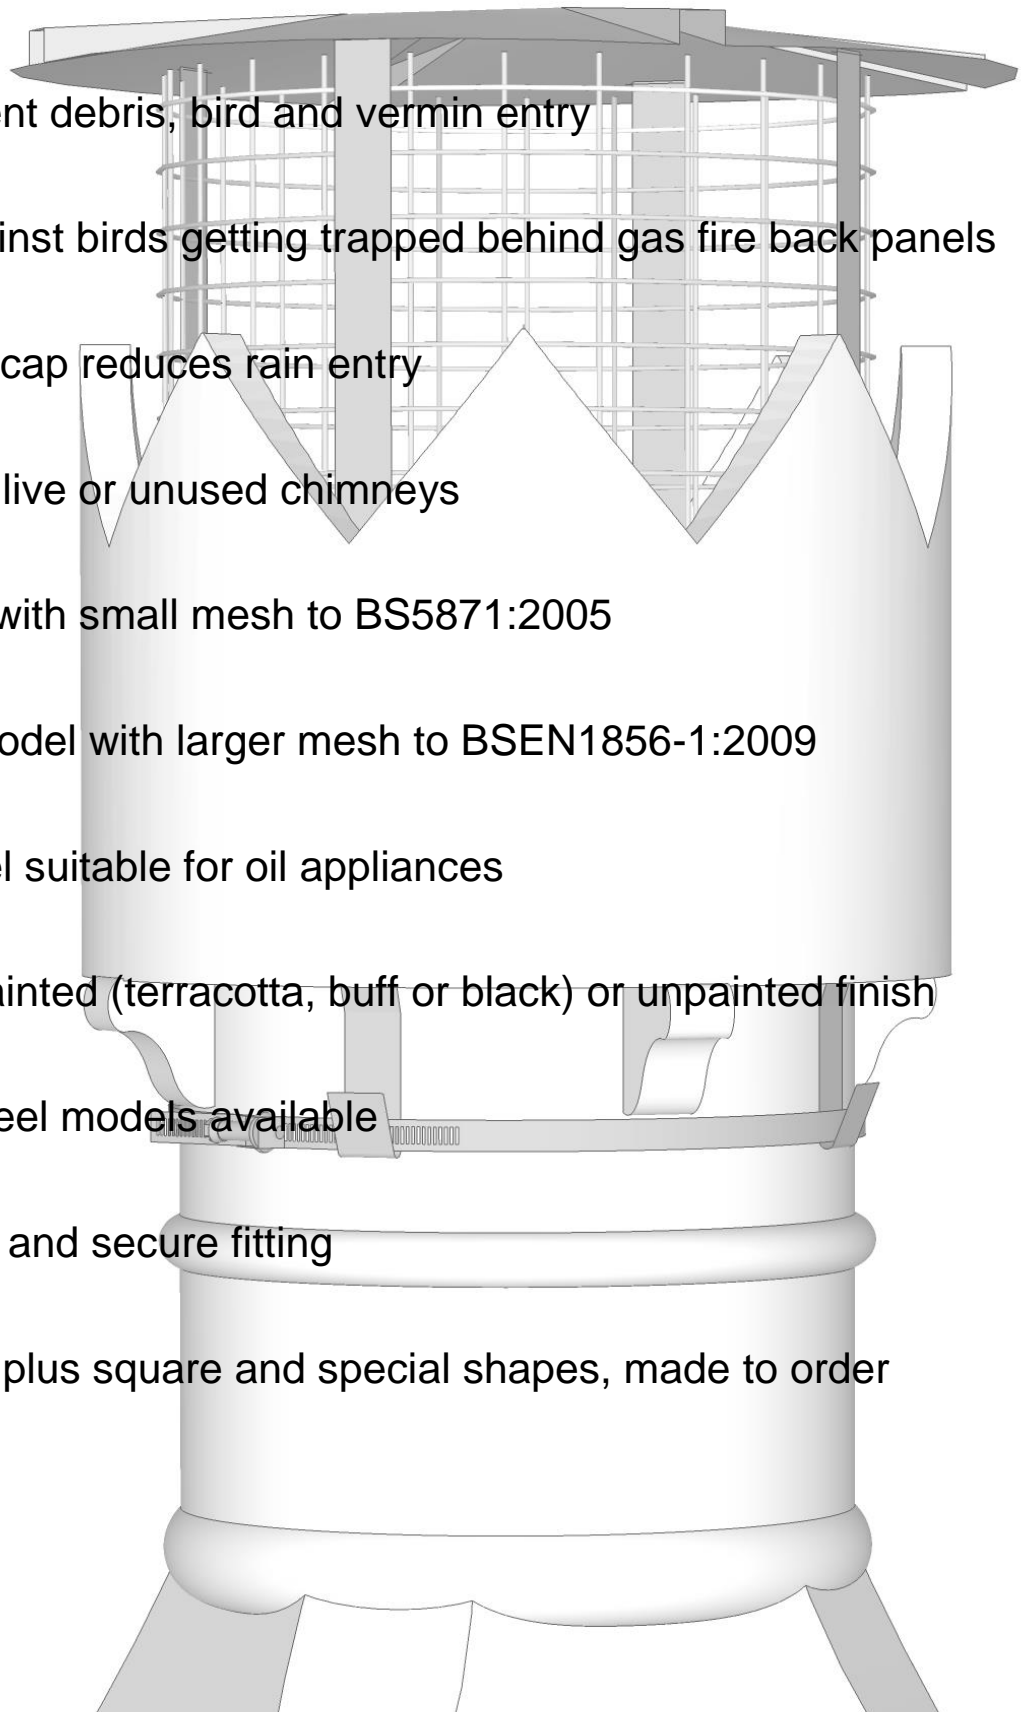 ent debris, bird and vermin entry
inst birds getting trapped behind gas fire back panels
cap reduces rain entry
live or unused chimneys
with small mesh to BS5871:2005
odel with larger mesh to BSEN1856-1:2009
el suitable for oil appliances
ainted (terracotta, buff or black) or unpainted finish
eel models available
and secure fitting
plus square and special shapes, made to order